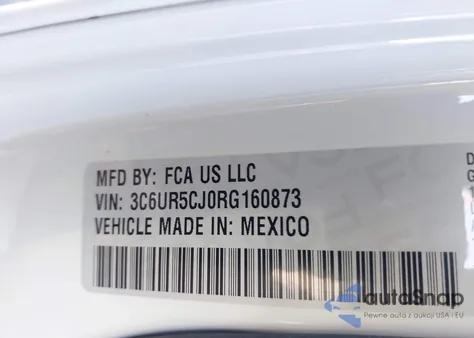 MFD BY: FCA US LLC
VIN: 3C6UR5CJ0RG160873
VEHICLE MADE IN: MEXICO
autoSnap
Pewne auta z aukcji USA i EU